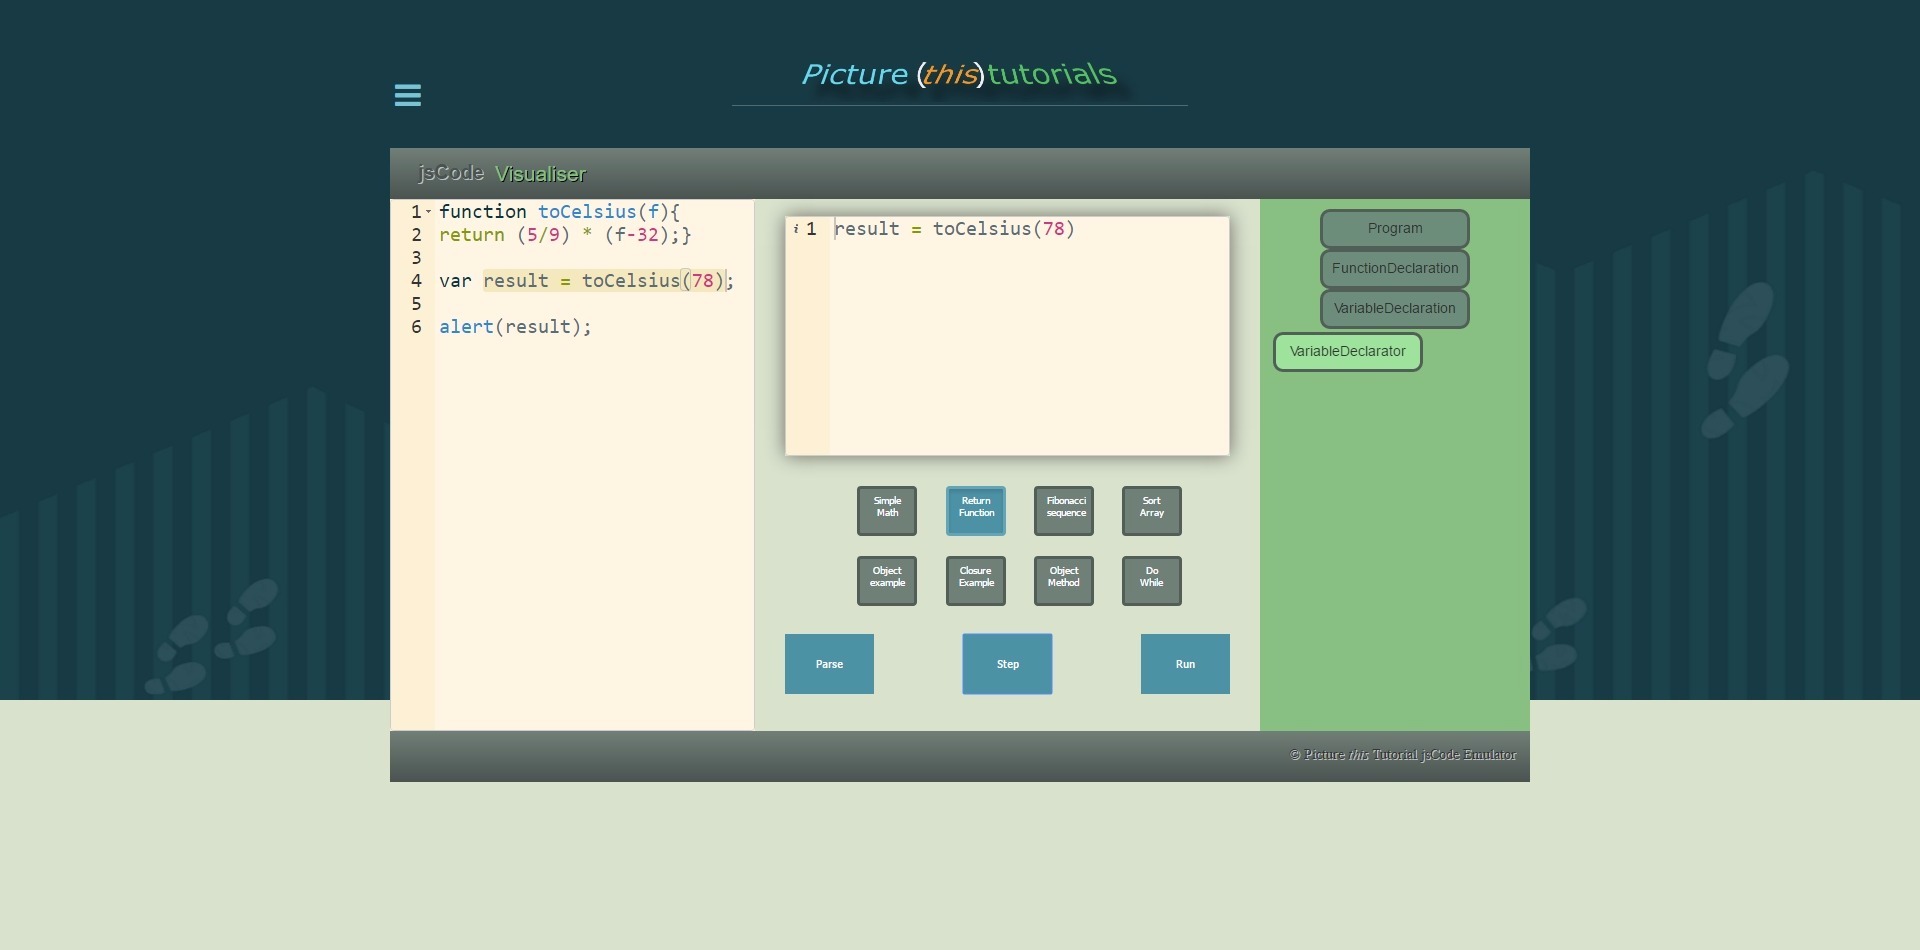 Picture (this) tutorials
jsCode Visualiser
1 function toCelsius(f){
2 return (5/9) * (f-32);}
3
4 var result = toCelsius(78);
5
6 alert(result);
i 1 result = toCelsius(78)
Simple
Math
Return
Function
Fibonacci
sequence
Sort
Array
Object
example
Closure
Example
Object
Method
Do
While
Parse
Step
Run
Program
FunctionDeclaration
VariableDeclaration
VariableDeclarator
© Picture this Tutorial jsCode Emulator